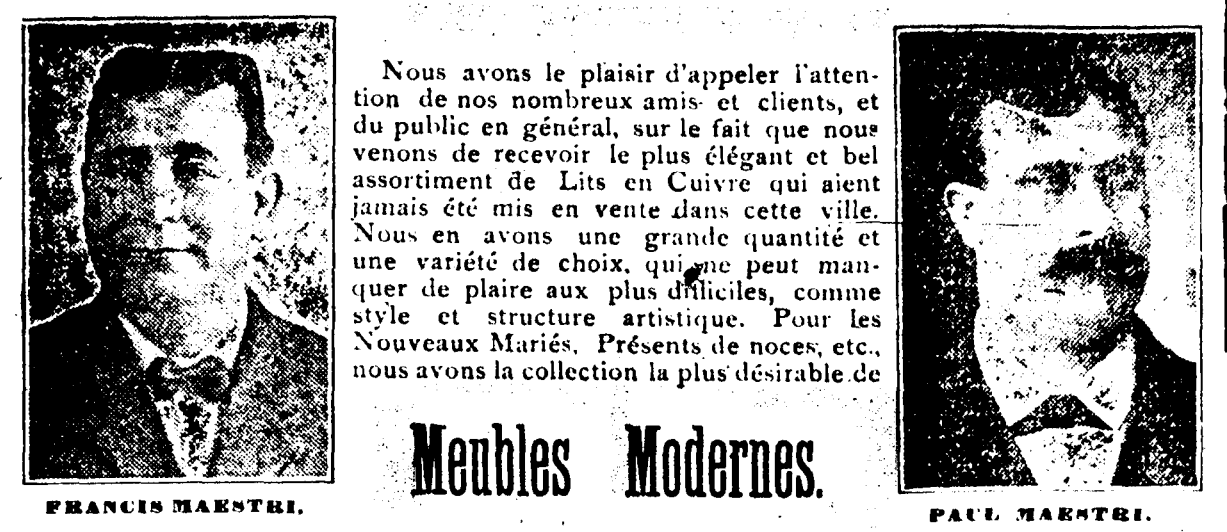 Nous avons le plaisir d'appeler l'atten-
tion de nos nombreux amis et clients, et
du public en général, sur le fait que nous
venons de recevoir le plus élégant et bel
assortiment de Lits en Cuivre qui aient
jamais été mis en vente dans cette ville.
Nous en avons une grande quantité et
une variété de choix, qui ne peut man-
quer de plaire aux plus difficiles, comme
style et structure artistique. Pour les
Nouveaux Mariés, Présents de noces, etc.,
nous avons la collection la plus désirable de
Meubles Modernes.
FRANCIS MAESTRI.
PAUL MAESTRI.